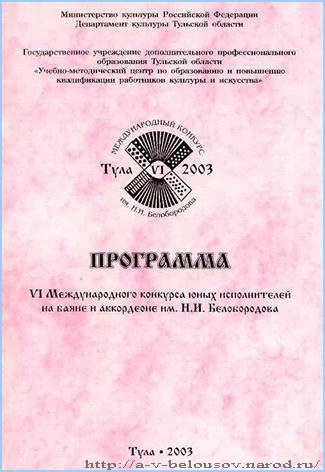 Министерство культуры Российской Федерации
Департамент культуры Тульской области
Государственное учреждение дополнительного профессионального
образования Тульской области
«Учебно-методический центр по образованию и повышению
квалификации работников культуры и искусства»
МЕЖДУНАРОДНЫЙ КОНКУРС
Тула VI 2003
им. Н.И. Белобородова
ПРОГРАММА
VI Международного конкурса юных исполнителей
на баяне и аккордеоне им. Н.И. Белобородова
Тула • 2003
http://a-v-belousov.narod.ru/